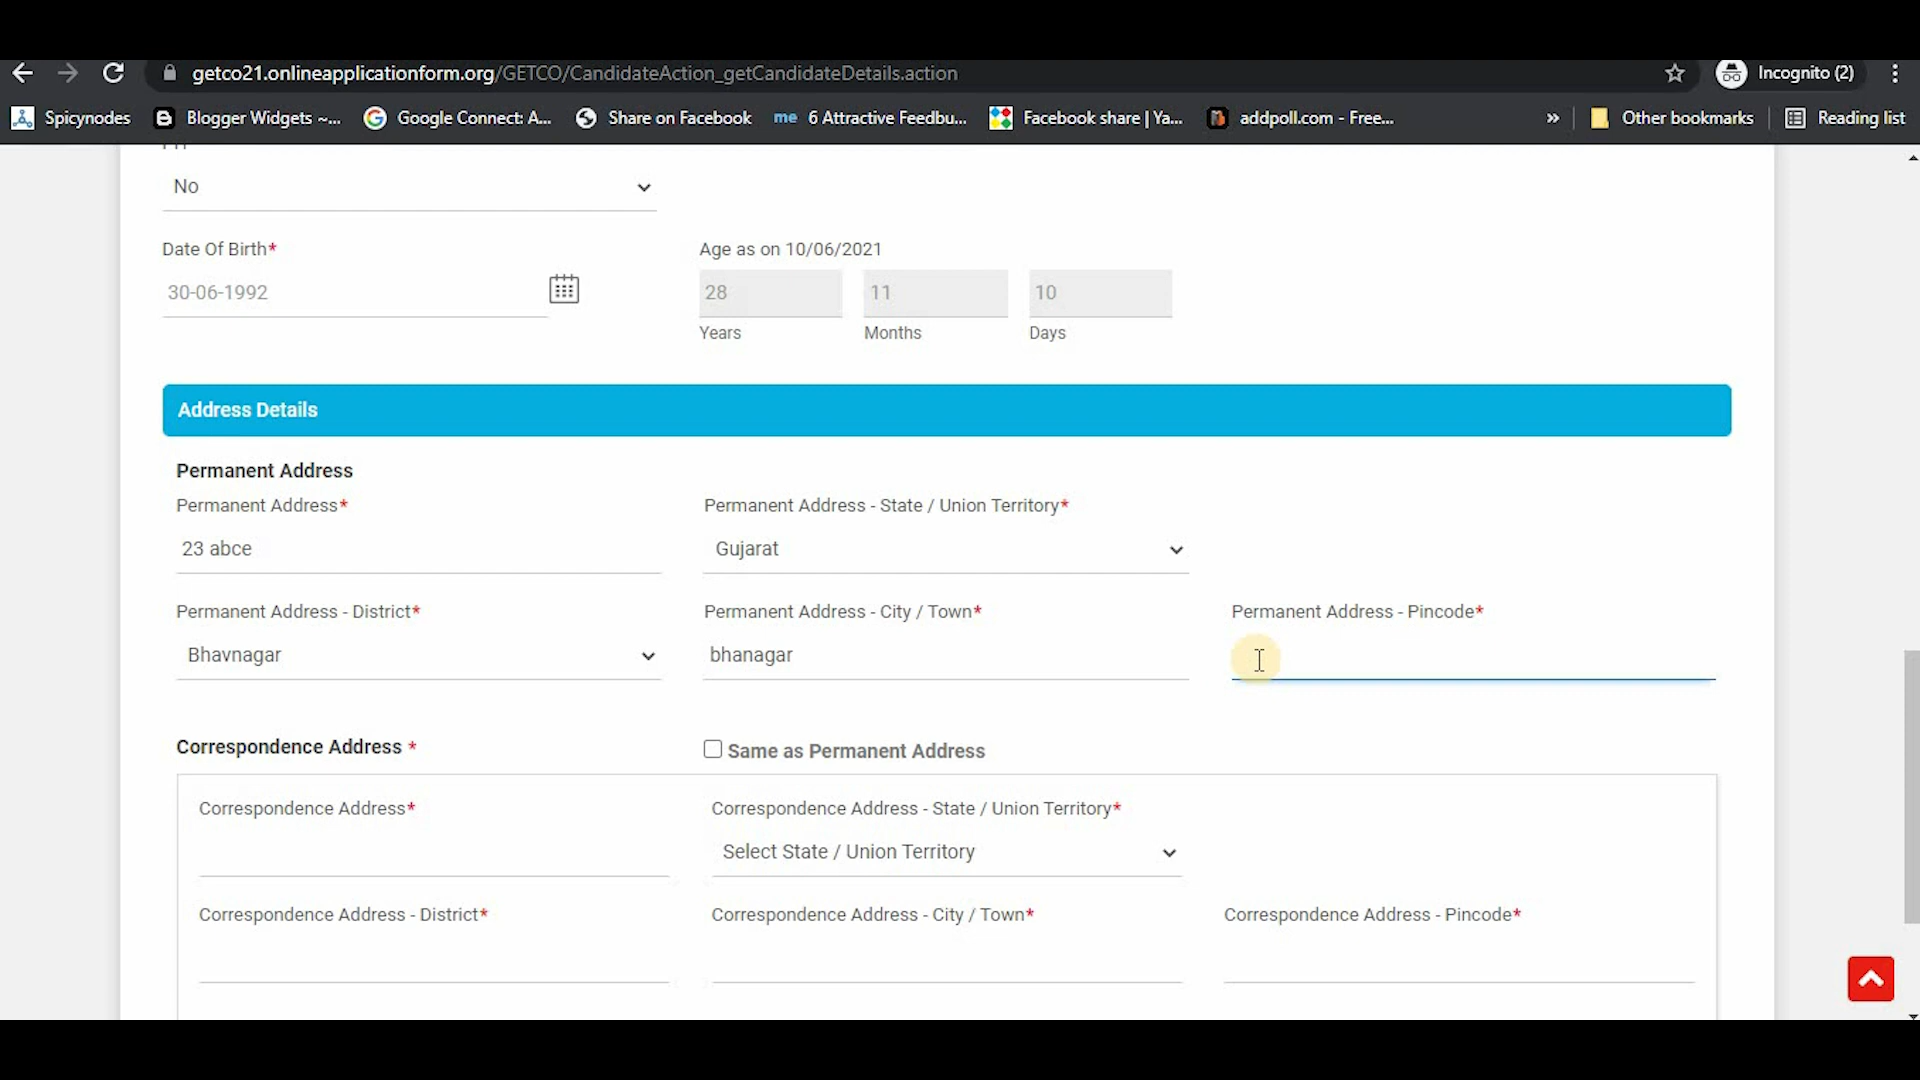 getco21.onlineapplicationform.org/GETCO/CandidateAction_getCandidateDetails.action
Incognito (2)
Spicynodes
Blogger Widgets ~...
Google Connect: A...
Share on Facebook
me 6 Attractive Feedbu...
Facebook share | Ya...
addpoll.com - Free...
»
Other bookmarks
Reading list
No
Date Of Birth*
Age as on 10/06/2021
30-06-1992
28
11
10
Years
Months
Days
Address Details
Permanent Address
Permanent Address*
Permanent Address - State / Union Territory*
23 abce
Gujarat
Permanent Address - District*
Permanent Address - City / Town*
Permanent Address - Pincode*
Bhavnagar
bhanagar
Correspondence Address *
Same as Permanent Address
Correspondence Address*
Correspondence Address - State / Union Territory*
Select State / Union Territory
Correspondence Address - District*
Correspondence Address - City / Town*
Correspondence Address - Pincode*